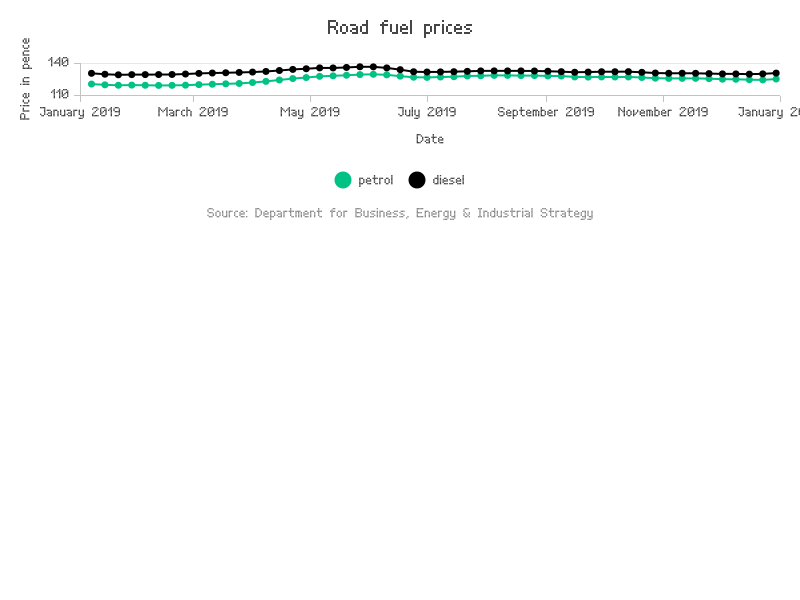 Road fuel prices
Price in pence
140
110
January 2019 March 2019 May 2019 July 2019 September 2019 November 2019 January
Date
petrol diesel
Source: Department for Business, Energy & Industrial Strategy